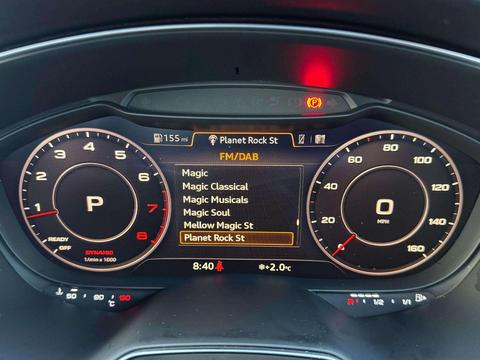 P
155 mi
Planet Rock St
FM/DAB
Magic
Magic Classical
Magic Musicals
Magic Soul
Mellow Magic St
Planet Rock St
1 2 3 4 5 6 7 8
P
READY
OFF
DYNAMIC
1/min x 1000
0
MPH
0 20 40 60 80 100 120 140 160
8:40
❄+2.0°C
50 90 130
°C
R 1/2 1/1